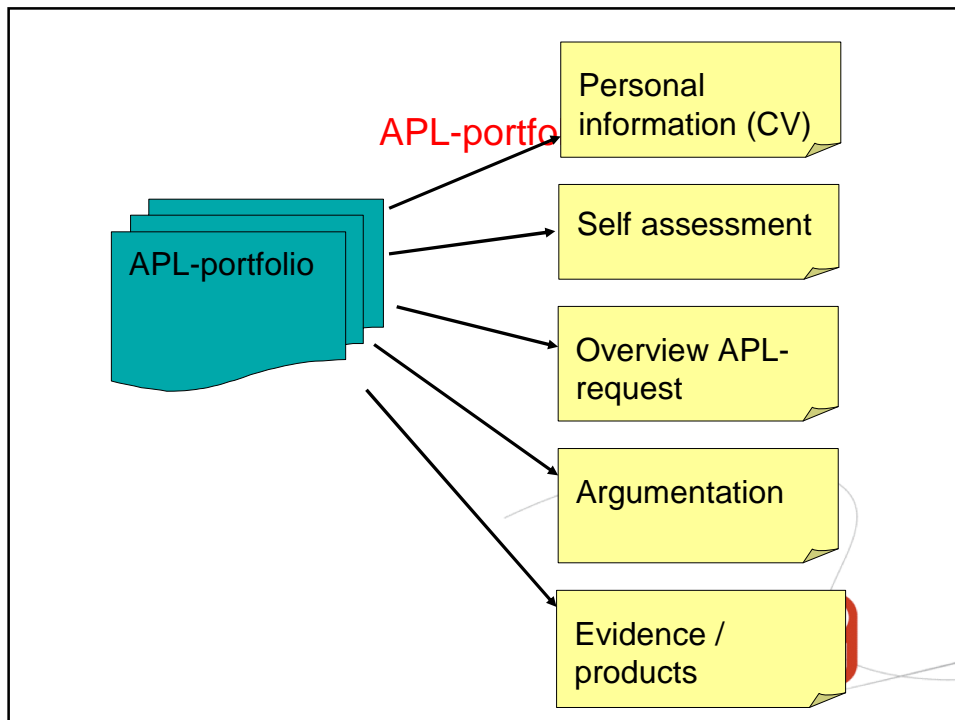 APL-portfo
Personal
information (CV)
Self assessment
APL-portfolio
Overview APL-
request
Argumentation
Evidence /
products